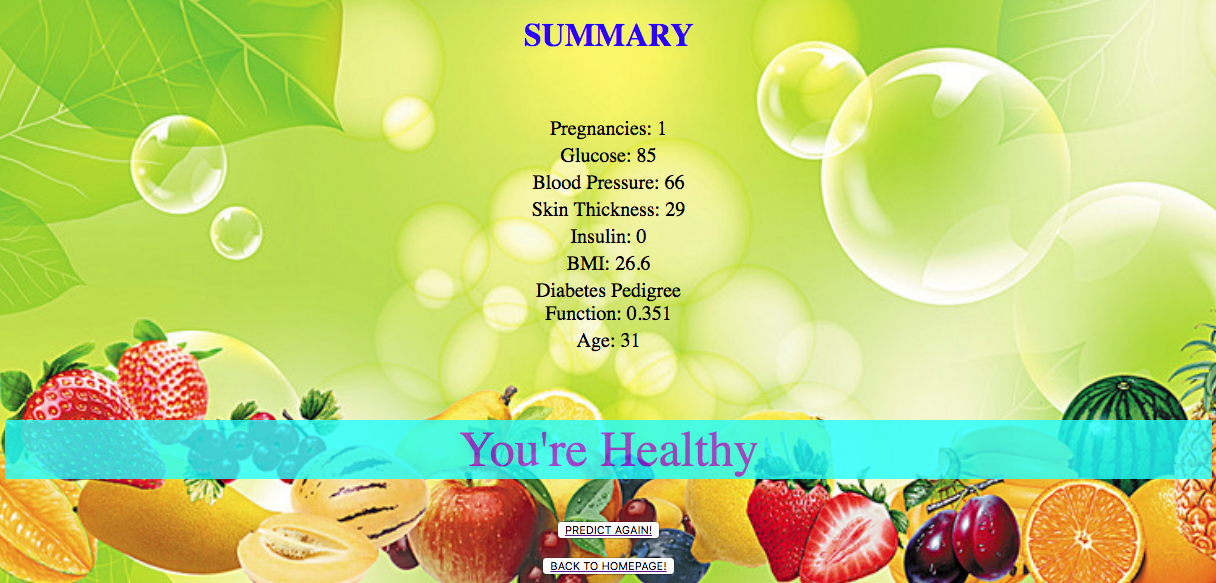 SUMMARY
Pregnancies: 1
Glucose: 85
Blood Pressure: 66
Skin Thickness: 29
Insulin: 0
BMI: 26.6
Diabetes Pedigree
Function: 0.351
Age: 31
You're Healthy
PREDICT AGAIN!
BACK TO HOMEPAGE!